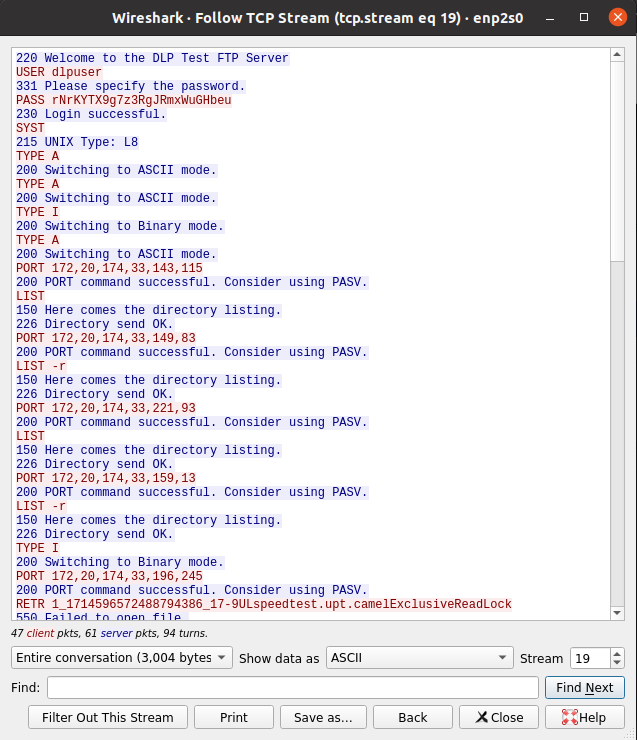 Wireshark · Follow TCP Stream (tcp.stream eq 19) · enp2s0
220 Welcome to the DLP Test FTP Server
USER dlpuser
331 Please specify the password.
PASS rNrKYTX9g7z3RgJRmxWuGHbeu
230 Login successful.
SYST
215 UNIX Type: L8
TYPE A
200 Switching to ASCII mode.
TYPE A
200 Switching to ASCII mode.
TYPE I
200 Switching to Binary mode.
TYPE A
200 Switching to ASCII mode.
PORT 172,20,174,33,143,115
200 PORT command successful. Consider using PASV.
LIST
150 Here comes the directory listing.
226 Directory send OK.
PORT 172,20,174,33,149,83
200 PORT command successful. Consider using PASV.
LIST -r
150 Here comes the directory listing.
226 Directory send OK.
PORT 172,20,174,33,221,93
200 PORT command successful. Consider using PASV.
LIST
150 Here comes the directory listing.
226 Directory send OK.
PORT 172,20,174,33,159,13
200 PORT command successful. Consider using PASV.
LIST -r
150 Here comes the directory listing.
226 Directory send OK.
TYPE I
200 Switching to Binary mode.
PORT 172,20,174,33,196,245
200 PORT command successful. Consider using PASV.
RETR 1_1714596572488794386_17-9ULspeedtest.upt.camelExclusiveReadLock
550 Failed to open file.
47 client pkts, 61 server pkts, 94 turns.
Entire conversation (3,004 bytes Show data as ASCII Stream 19
Find: Find Next
Filter Out This Stream Print Save as… Back Close Help